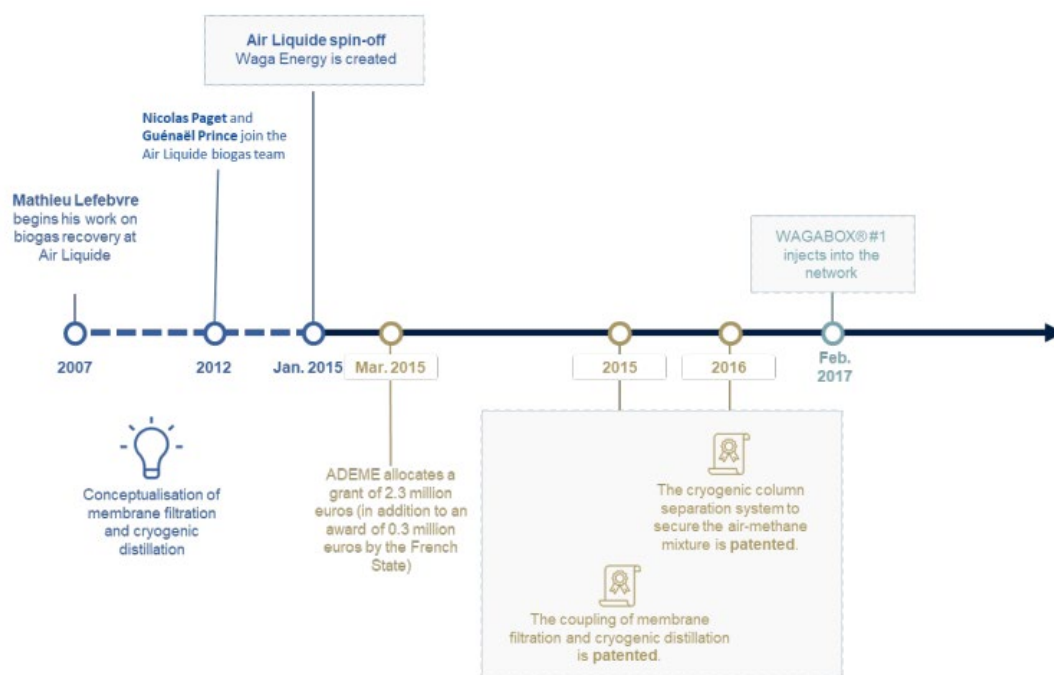 Air Liquide spin-off
Waga Energy is created
Nicolas Paget and
Guénaël Prince join the
Air Liquide biogas team
Mathieu Lefebvre
begins his work on
biogas recovery at
Air Liquide
WAGABOX® #1
injects into the
network
2007
2012
Jan. 2015
Mar. 2015
2015
2016
Feb.
2017
Conceptualisation of
membrane filtration
and cryogenic
distillation
ADEME allocates a
grant of 2.3 million
euros (in addition to an
award of 0.3 million
euros by the French
State)
The cryogenic column
separation system to
secure the air-methane
mixture is patented.
The coupling of membrane
filtration and cryogenic distillation
is patented.